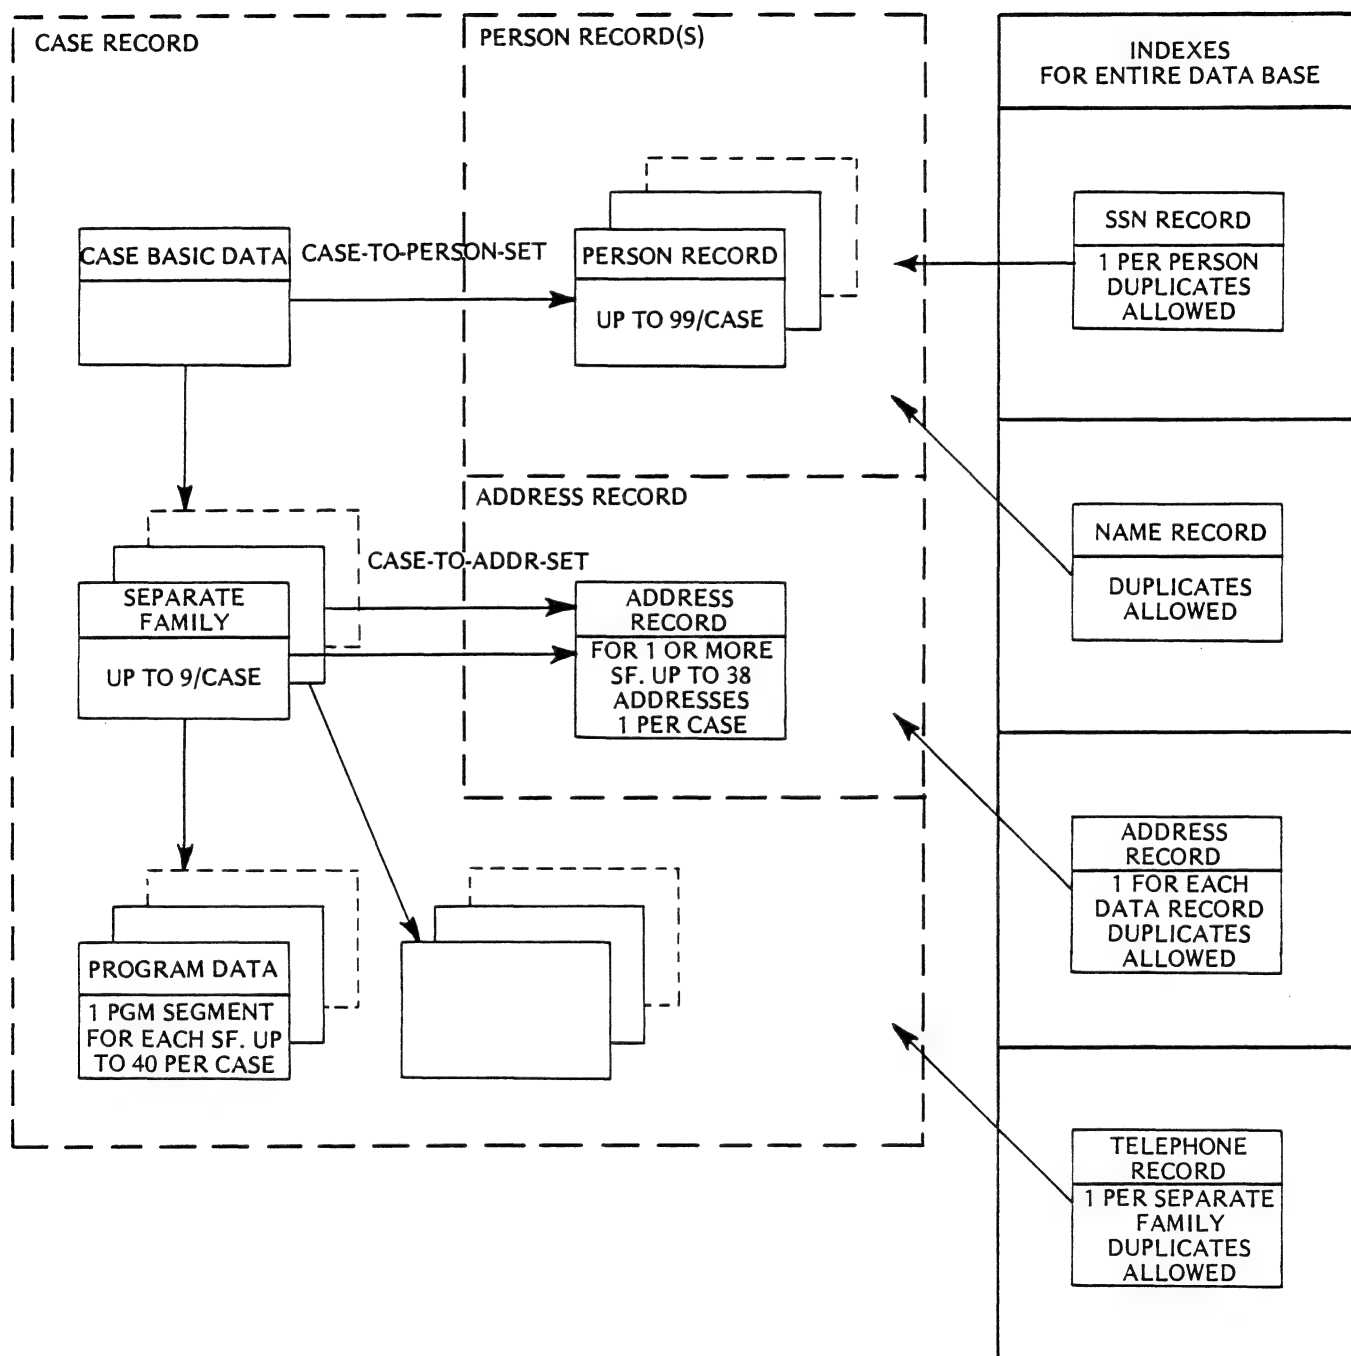 CASE RECORD
PERSON RECORD(S)
CASE BASIC DATA
CASE-TO-PERSON-SET
PERSON RECORD
UP TO 99/CASE
ADDRESS RECORD
CASE-TO-ADDR-SET
SEPARATE
FAMILY
UP TO 9/CASE
ADDRESS
RECORD
FOR 1 OR MORE
SF. UP TO 38
ADDRESSES
1 PER CASE
PROGRAM DATA
1 PGM SEGMENT
FOR EACH SF. UP
TO 40 PER CASE
INDEXES
FOR ENTIRE DATA BASE
SSN RECORD
1 PER PERSON
DUPLICATES
ALLOWED
NAME RECORD
DUPLICATES
ALLOWED
ADDRESS
RECORD
1 FOR EACH
DATA RECORD
DUPLICATES
ALLOWED
TELEPHONE
RECORD
1 PER SEPARATE
FAMILY
DUPLICATES
ALLOWED